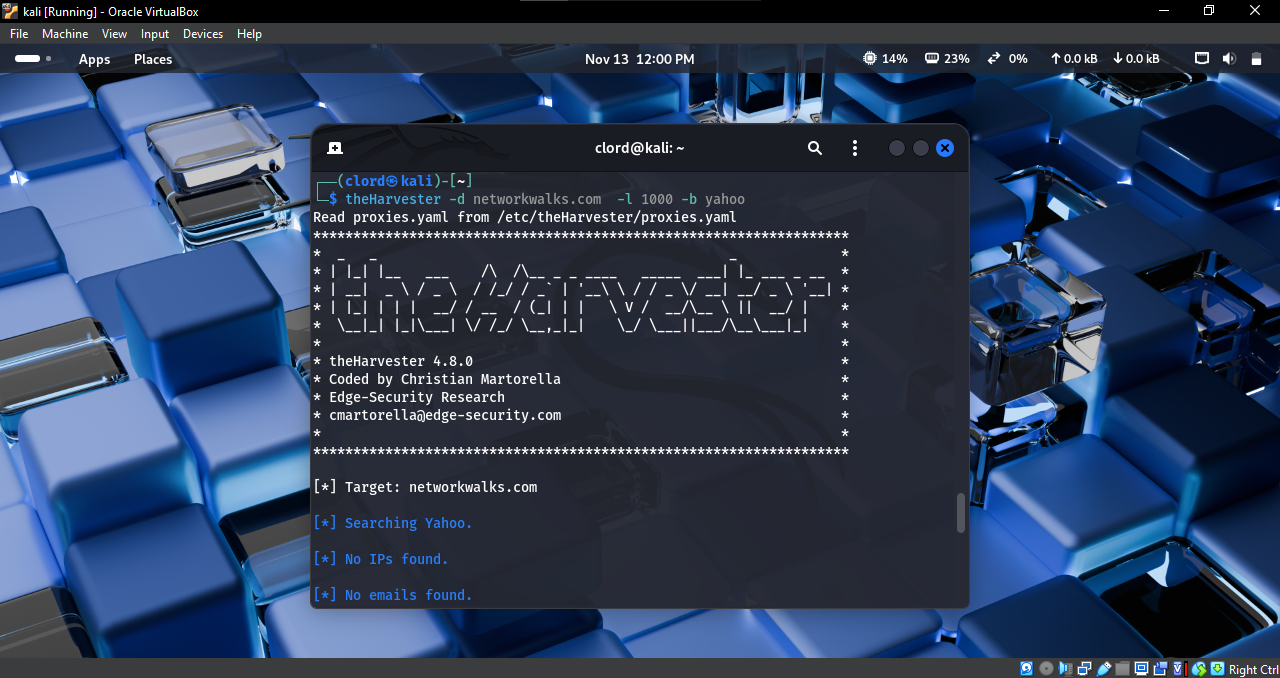 kali [Running] - Oracle VirtualBox
File Machine View Input Devices Help
Apps Places Nov 13 12:00 PM 14% 23% 0% ↑0.0 kB ↓0.0 kB
clord@kali: ~
┌──(clord㉿kali)-[~]
└─$ theHarvester -d networkwalks.com  -l 1000 -b yahoo
Read proxies.yaml from /etc/theHarvester/proxies.yaml
*******************************************************************
theHarvester
* theHarvester 4.8.0 *
* Coded by Christian Martorella *
* Edge-Security Research *
* cmartorella@edge-security.com *
* *
*******************************************************************
[*] Target: networkwalks.com
[*] Searching Yahoo.
[*] No IPs found.
[*] No emails found.
Right Ctrl